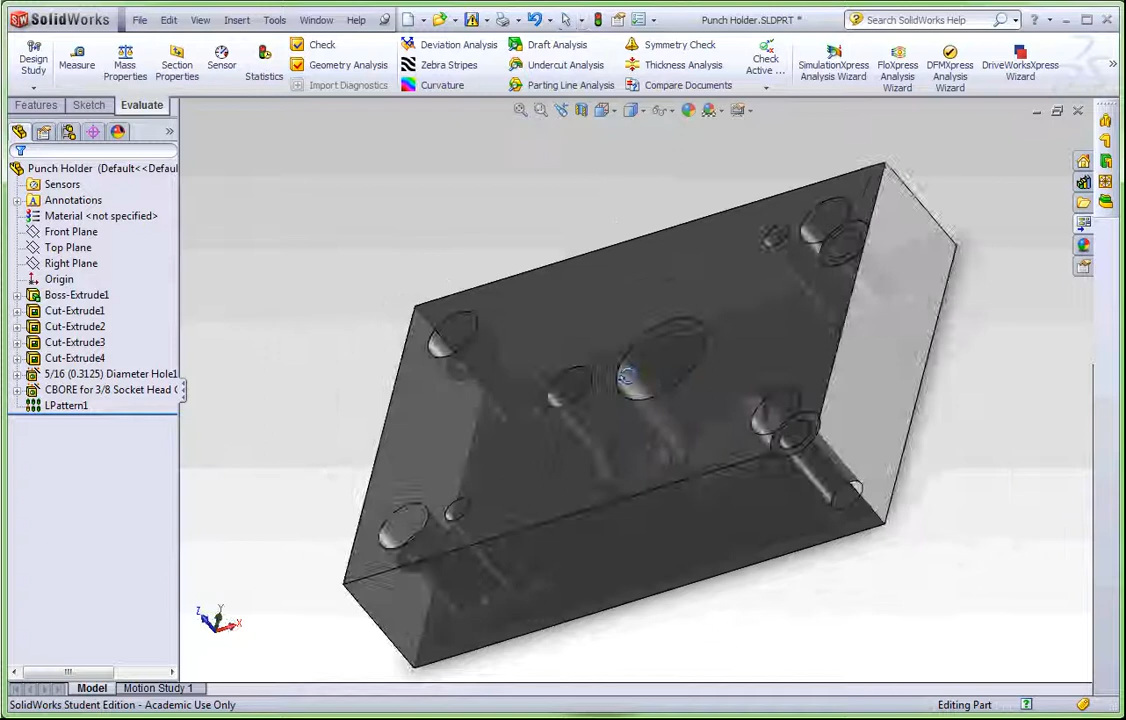 SolidWorks File Edit View Insert Tools Window Help Punch Holder.SLDPRT * Search SolidWorks Help
Design Study
Measure
Mass Properties
Section Properties
Sensor
Statistics
Check
Geometry Analysis
Import Diagnostics
Deviation Analysis
Zebra Stripes
Curvature
Draft Analysis
Undercut Analysis
Parting Line Analysis
Symmetry Check
Thickness Analysis
Compare Documents
Check Active ...
SimulationXpress Analysis Wizard
FloXpress Analysis Wizard
DFMXpress Analysis Wizard
DriveWorksXpress Wizard
Features Sketch Evaluate
Punch Holder (Default<<Defaul
Sensors
Annotations
Material <not specified>
Front Plane
Top Plane
Right Plane
Origin
Boss-Extrude1
Cut-Extrude1
Cut-Extrude2
Cut-Extrude3
Cut-Extrude4
5/16 (0.3125) Diameter Hole1
CBORE for 3/8 Socket Head C
LPattern1
Z Y X
Model Motion Study 1
SolidWorks Student Edition - Academic Use Only Editing Part